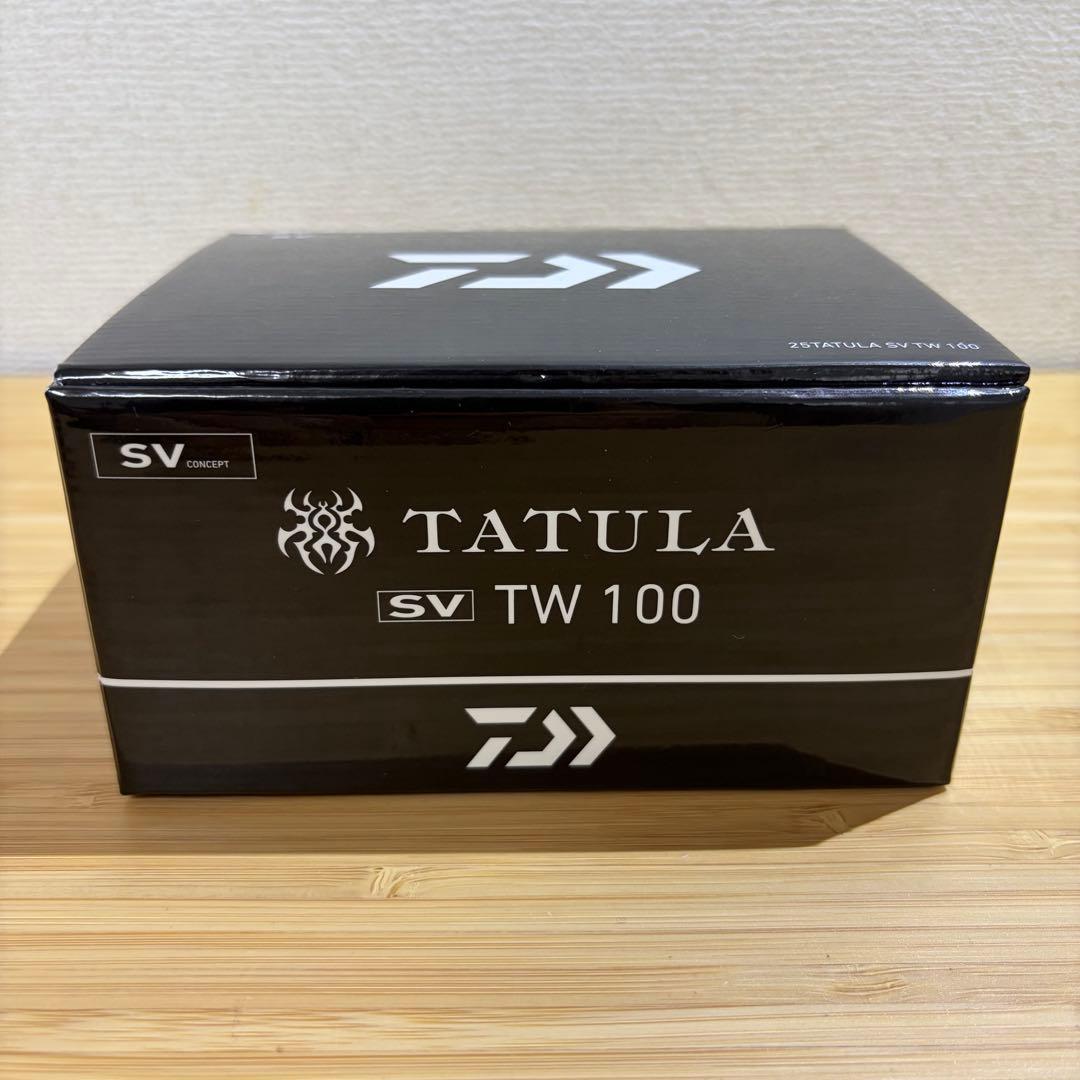 25TATULA SV TW 100
SV CONCEPT
TATULA
SV TW 100